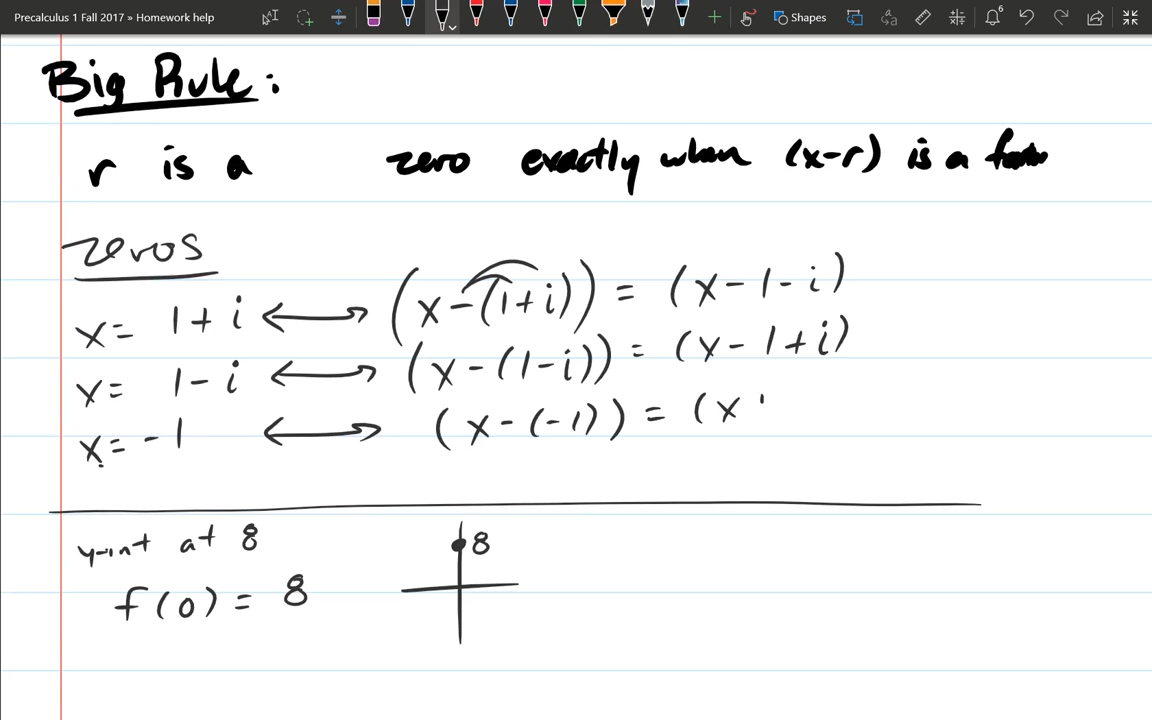 Precalculus 1 Fall 2017 » Homework help
Shapes
6
Big Rule:
r is a zero exactly when (x-r) is a
zeros
x= 1+i ⟷ (x-(1+i)) = (x-1-i)
x= 1-i ⟷ (x-(1-i)) = (x-1+i)
x= -1 ⟷ (x-(-1)) = (x
y-int at 8
8
f(0) = 8